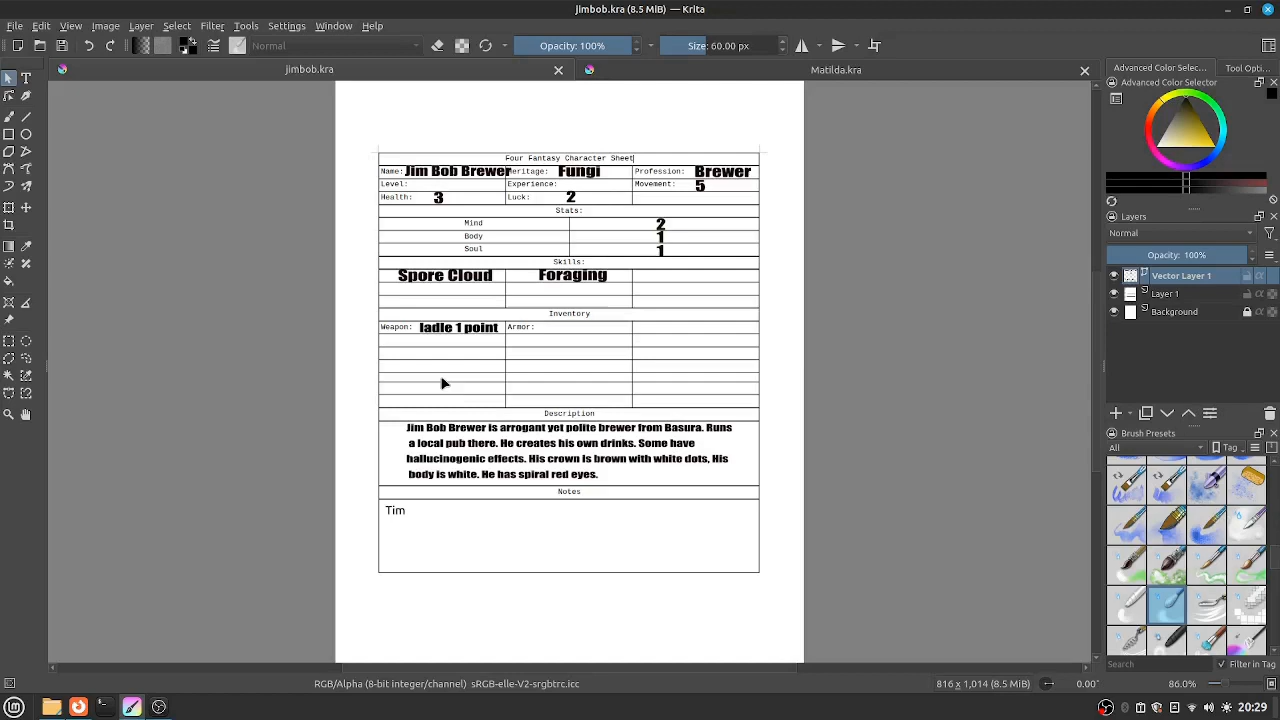 Jimbob.kra (8.5 MiB) — Krita
File Edit View Image Layer Select Filter Tools Settings Window Help
Normal Opacity: 100% Size: 60.00 px
Jimbob.kra Matilda.kra Advanced Color Selec... Tool Opti...
Advanced Color Selec...
Four Fantasy Character Sheet
Name: Jim Bob Brewer Heritage: Fungi Profession: Brewer
Level: Experience: Movement: 5
Health: 3 Luck: 2
Stats:
Mind 2
Body 1
Soul 1
Skills:
Spore Cloud Foraging
Inventory
Weapon: ladle 1 point Armor:
Description
Jim Bob Brewer is arrogant yet polite brewer from Basura. Runs
a local pub there. He creates his own drinks. Some have
hallucinogenic effects. His crown is brown with white dots, His
body is white. He has spiral red eyes.
Notes
Tim
Layers
Normal
Opacity: 100%
Vector Layer 1
Layer 1
Brush Presets
All Tag
Search Filter in Tag
RGB/Alpha (8-bit integer/channel) sRGB-elle-V2-srgbtrc.icc 816 x 1,014 (8.5 MiB) 0.00° 86.0%
20:29